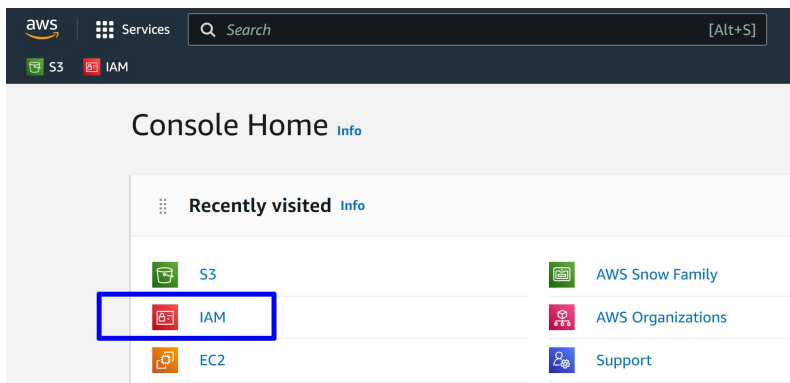 aws Services Search [Alt+S]
S3 IAM
Console Home Info
Recently visited Info
S3 AWS Snow Family
IAM AWS Organizations
EC2 Support